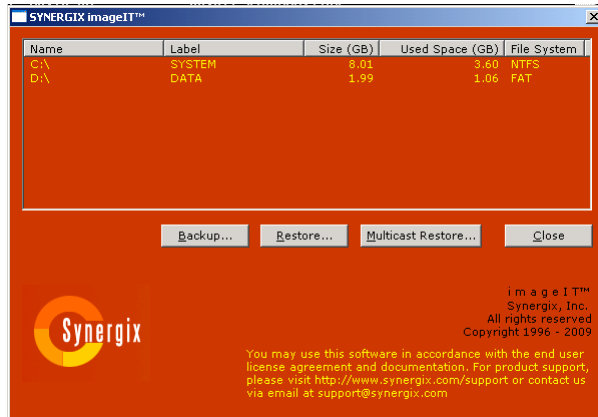 SYNERGIX imageIT™
Name Label Size (GB) Used Space (GB) File System
C:\ SYSTEM 8.01 3.60 NTFS
D:\ DATA 1.99 1.06 FAT
Backup... Restore... Multicast Restore... Close
imageIT™
Synergix, Inc.
All rights reserved
Copyright 1996 - 2009
Synergix
You may use this software in accordance with the end user
license agreement and documentation. For product support,
please visit http://www.synergix.com/support or contact us
via email at support@synergix.com